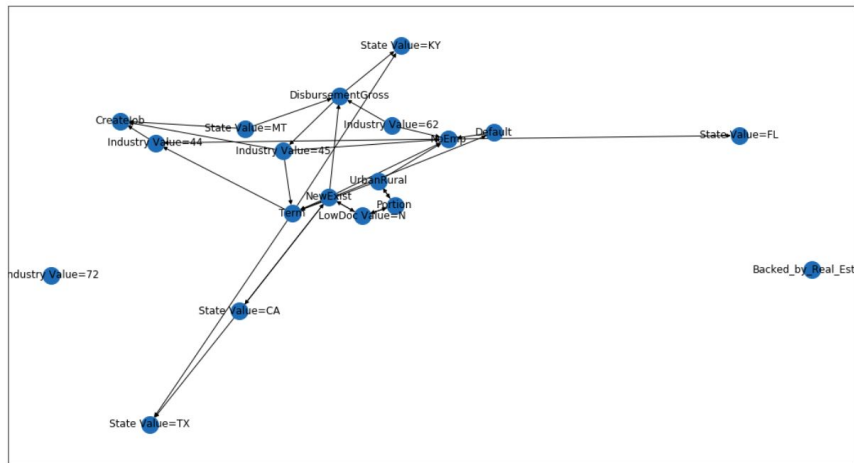 State Value=KY
DisbursementGross
CreateJob
State Value=MT
Industry Value=62
Default
State Value=FL
Industry Value=44
Industry Value=45
UrbanRural
NewExist
Portion
Term
LowDoc Value=N
ndustry Value=72
Backed_by_Real_Est
State Value=CA
State Value=TX